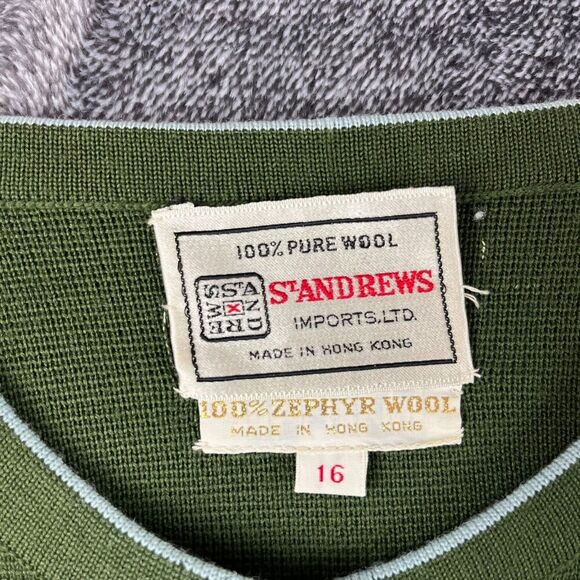 100% PURE WOOL
ST ANDREWS
IMPORTS, LTD.
MADE IN HONG KONG
100% ZEPHYR WOOL
MADE IN HONG KONG
16